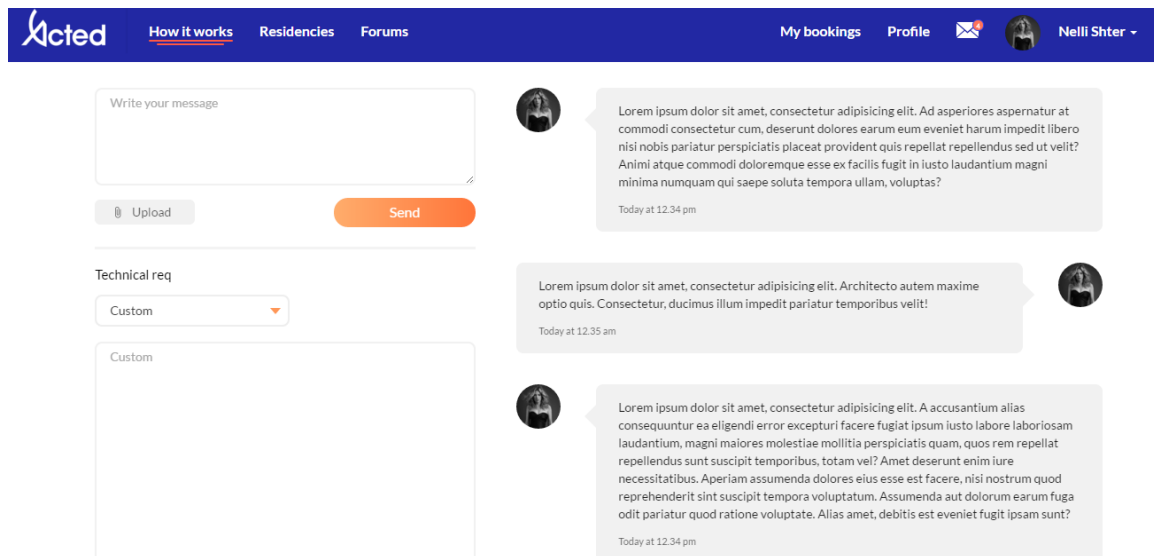 Acted
How it works
Residencies
Forums
My bookings
Profile
4
Nelli Shter
Write your message
Upload
Send
Technical req
Custom
Custom
Lorem ipsum dolor sit amet, consectetur adipisicing elit. Ad asperiores aspernatur at
commodi consectetur cum, deserunt dolores earum eum eveniet harum impedit libero
nisi nobis pariatur perspiciatis placeat provident quis repellat repellendus sed ut velit?
Animi atque commodi doloremque esse ex facilis fugit in iusto laudantium magni
minima numquam qui saepe soluta tempora ullam, voluptas?
Today at 12.34 pm
Lorem ipsum dolor sit amet, consectetur adipisicing elit. Architecto autem maxime
optio quis. Consectetur, ducimus illum impedit pariatur temporibus velit!
Today at 12.35 am
Lorem ipsum dolor sit amet, consectetur adipisicing elit. A accusantium alias
consequuntur ea eligendi error excepturi facere fugiat ipsum iusto labore laboriosam
laudantium, magni maiores molestiae mollitia perspiciatis quam, quos rem repellat
repellendus sunt suscipit temporibus, totam vel? Amet deserunt enim iure
necessitatibus. Aperiam assumenda dolores eius esse est facere, nisi nostrum quod
reprehenderit sint suscipit tempora voluptatum. Assumenda aut dolorum earum fuga
odit pariatur quod ratione voluptate. Alias amet, debitis est eveniet fugit ipsam sunt?
Today at 12.34 pm